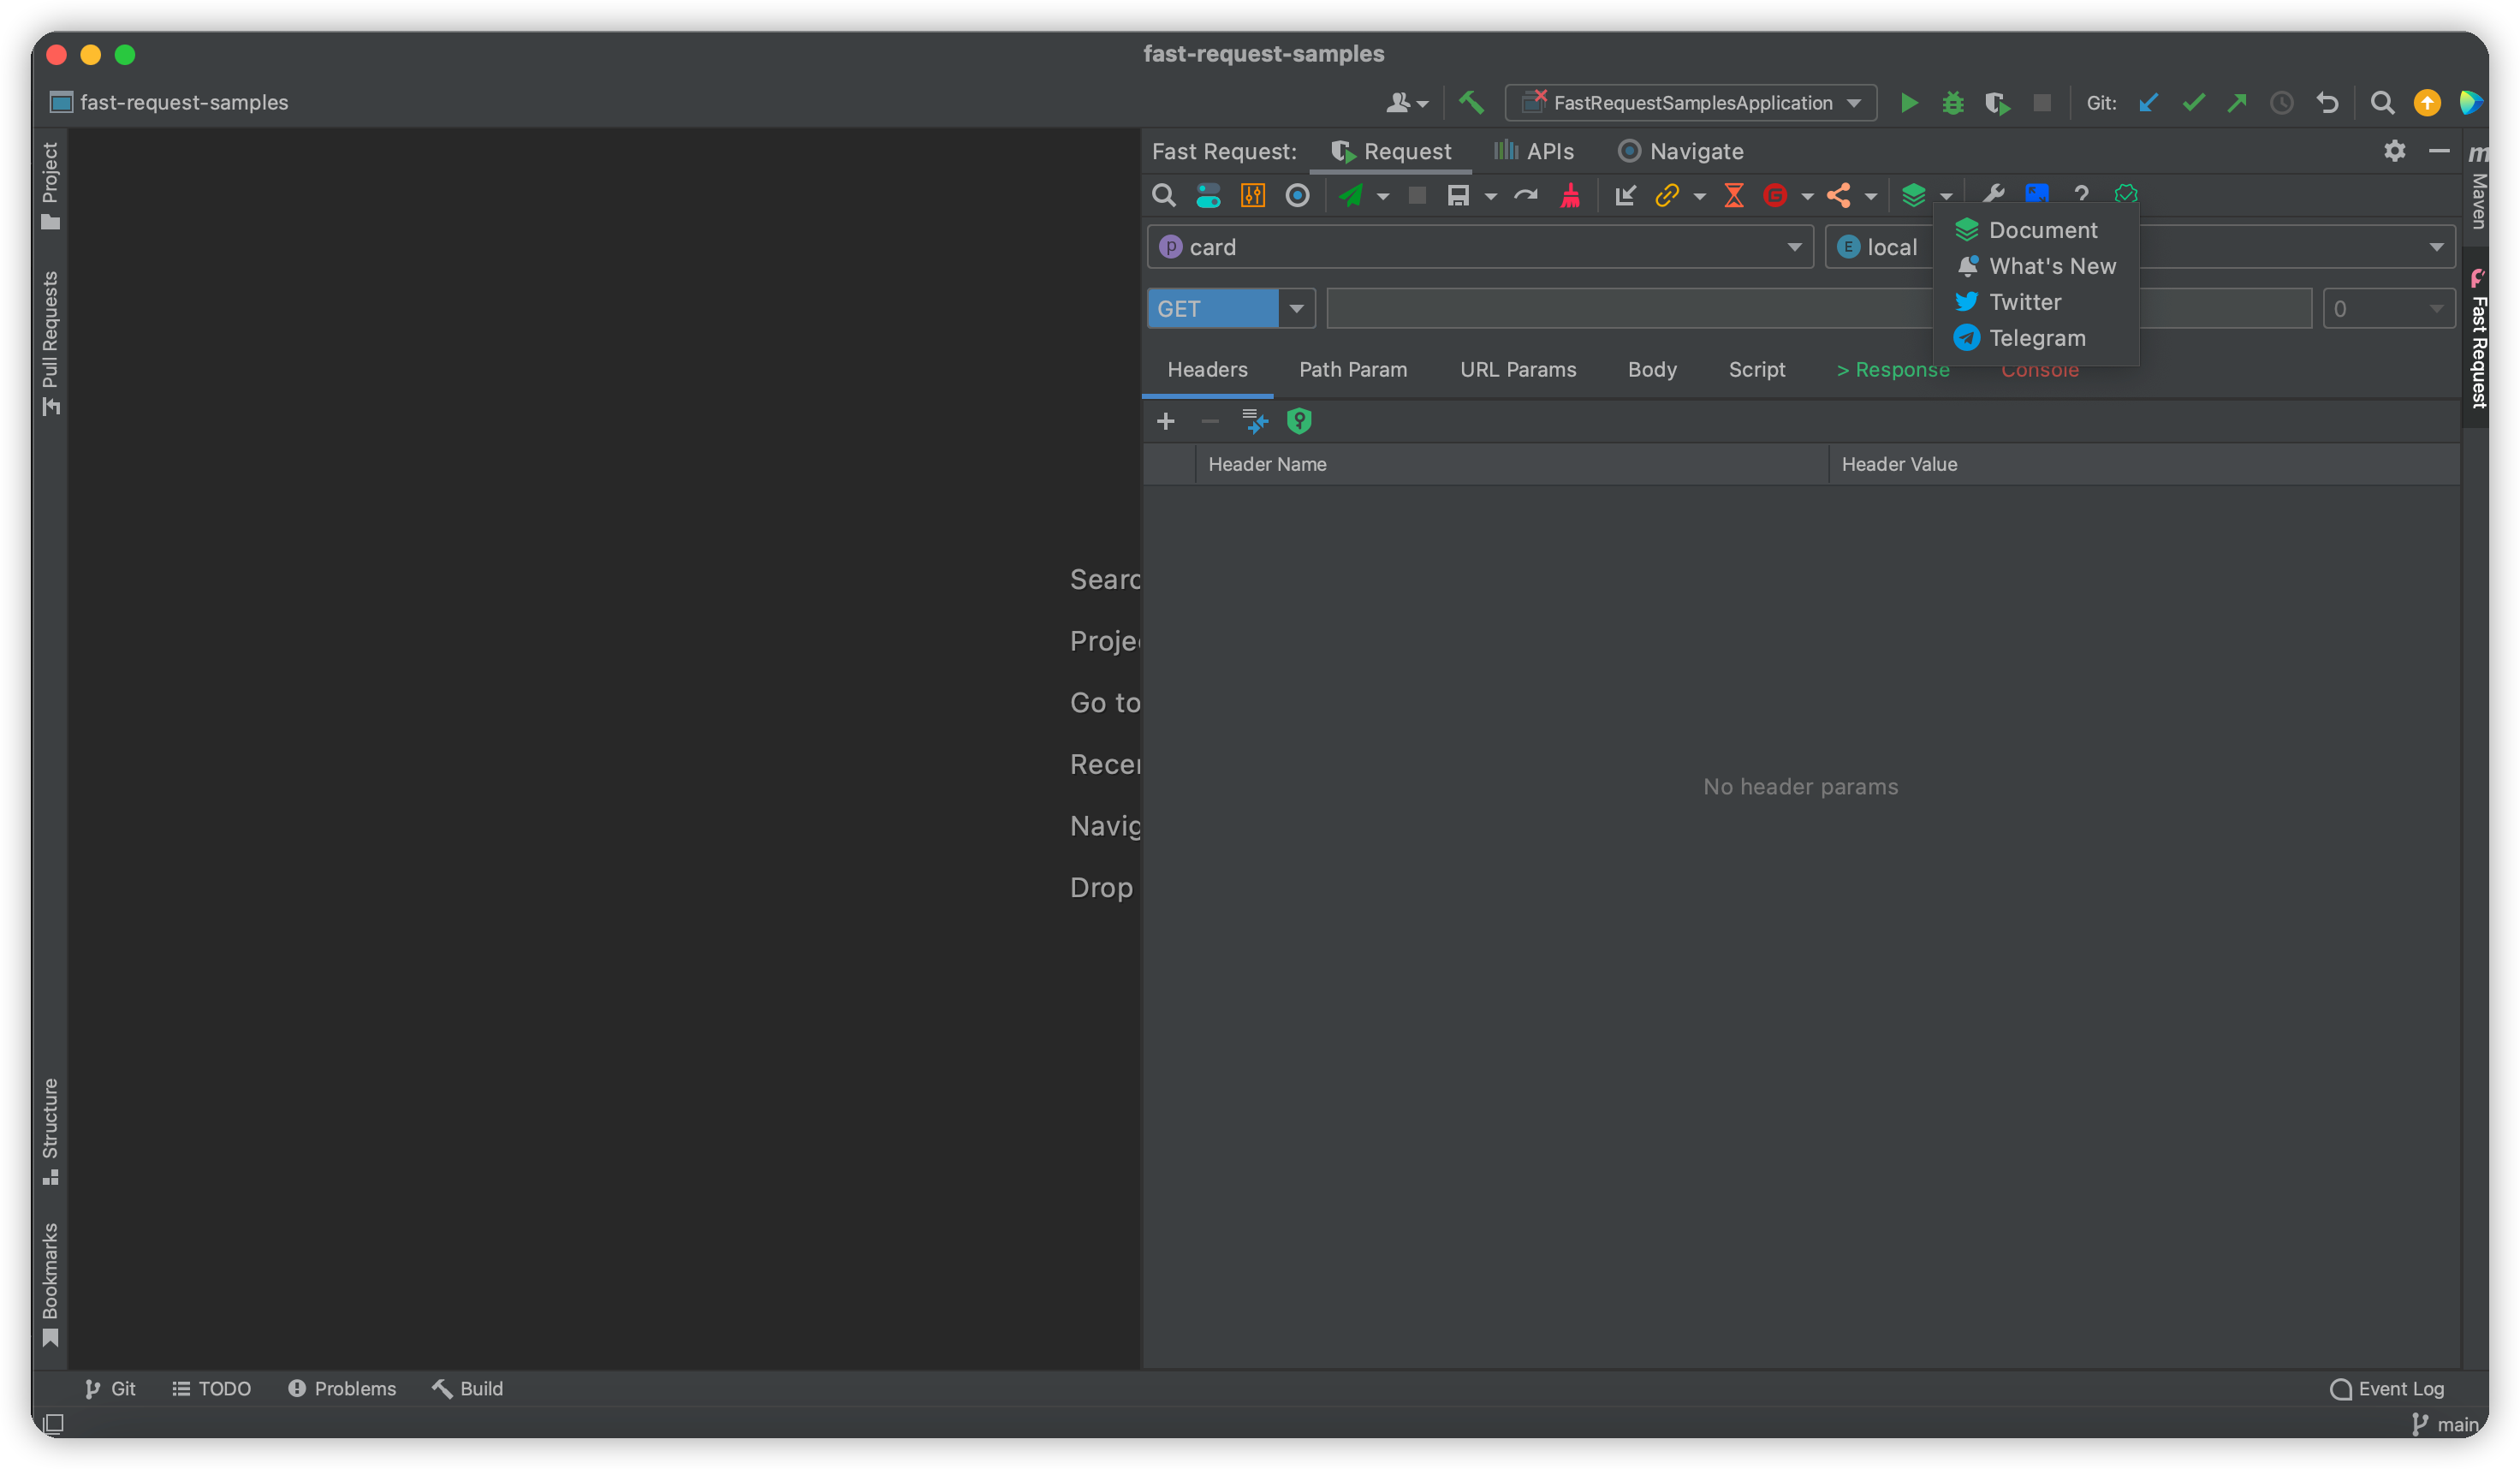 fast-request-samples
fast-request-samples
FastRequestSamplesApplication
Git:
Project
Pull Requests
Structure
Bookmarks
Fast Request:
Request
APIs
Navigate
card
local
Document
What's New
Twitter
Telegram
GET
0
Headers
Path Param
URL Params
Body
Script
> Response
Console
Header Name
Header Value
No header params
Searc
Projec
Go to
Recen
Navig
Drop
Maven
Fast Request
Git
TODO
Problems
Build
Event Log
main